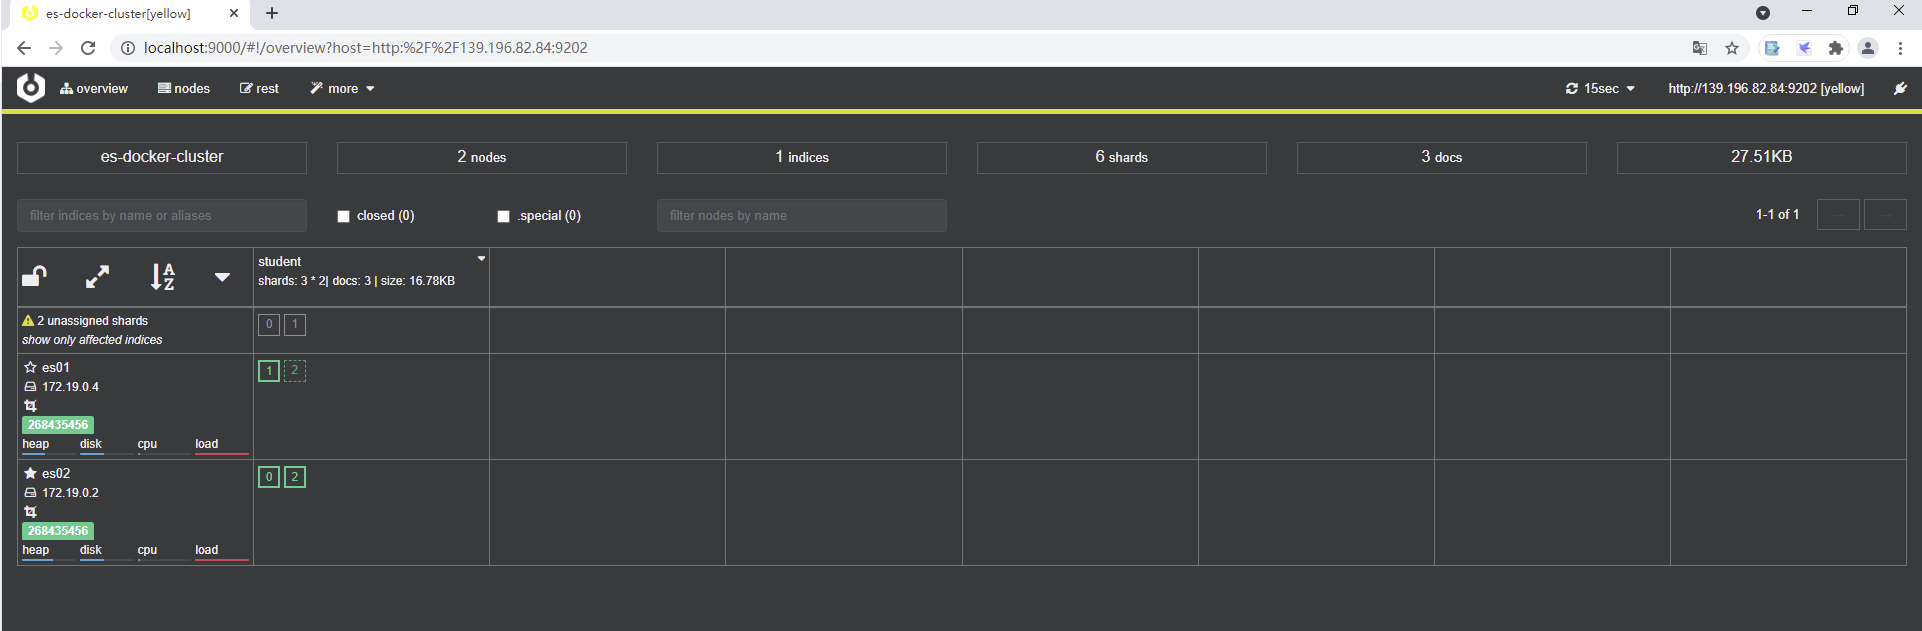 es-docker-cluster[yellow]
localhost:9000/#!/overview?host=http:%2F%2F139.196.82.84:9202
overview nodes rest more 15sec http://139.196.82.84:9202 [yellow]
es-docker-cluster 2 nodes 1 indices 6 shards 3 docs 27.51KB
filter indices by name or aliases closed (0) .special (0) filter nodes by name 1-1 of 1
student
shards: 3 * 2| docs: 3 | size: 16.78KB
2 unassigned shards 0 1
show only affected indices
es01 1 2
172.19.0.4
268435456
heap disk cpu load
es02 0 2
172.19.0.2
268435456
heap disk cpu load